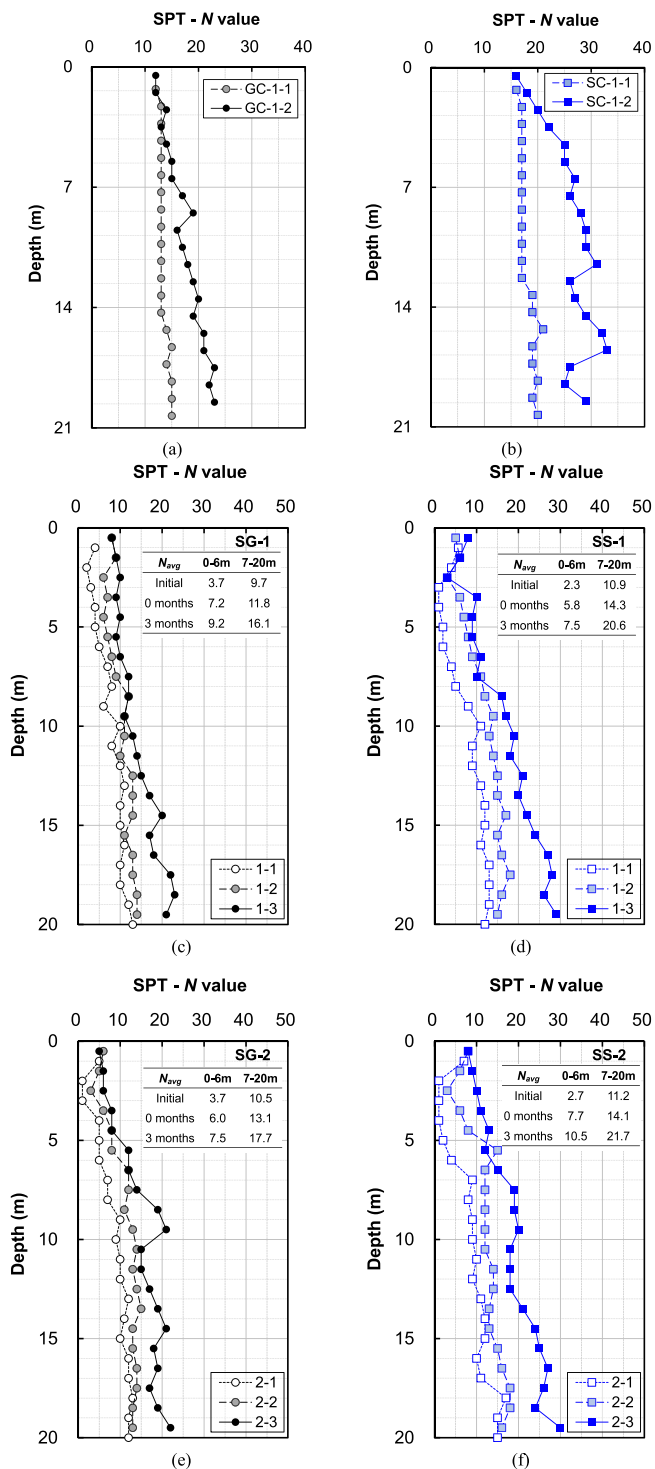 SPT - N value
0 10 20 30 40
0
7
14
21
Depth (m)
GC-1-1
GC-1-2
(a)
SPT - N value
0 10 20 30 40
0
7
14
21
Depth (m)
SC-1-1
SC-1-2
(b)
SPT - N value
0 10 20 30 40 50
0
5
10
15
20
Depth (m)
SG-1
Navg 0-6m 7-20m
Initial 3.7 9.7
0 months 7.2 11.8
3 months 9.2 16.1
1-1
1-2
1-3
(c)
SPT - N value
0 10 20 30 40 50
0
5
10
15
20
Depth (m)
SS-1
Navg 0-6m 7-20m
Initial 2.3 10.9
0 months 5.8 14.3
3 months 7.5 20.6
1-1
1-2
1-3
(d)
SPT - N value
0 10 20 30 40 50
0
5
10
15
20
Depth (m)
SG-2
Navg 0-6m 7-20m
Initial 3.7 10.5
0 months 6.0 13.1
3 months 7.5 17.7
2-1
2-2
2-3
(e)
SPT - N value
0 10 20 30 40 50
0
5
10
15
20
Depth (m)
SS-2
Navg 0-6m 7-20m
Initial 2.7 11.2
0 months 7.7 14.1
3 months 10.5 21.7
2-1
2-2
2-3
(f)